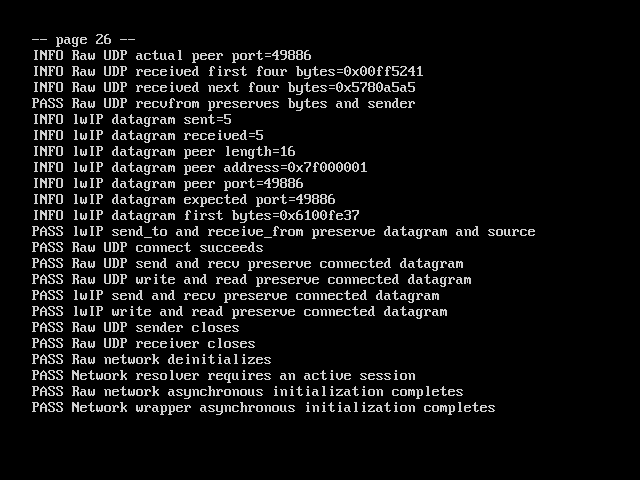 -- page 26 --
INFO Raw UDP actual peer port=49886
INFO Raw UDP received first four bytes=0x00ff5241
INFO Raw UDP received next four bytes=0x5780a5a5
PASS Raw UDP recvfrom preserves bytes and sender
INFO lwIP datagram sent=5
INFO lwIP datagram received=5
INFO lwIP datagram peer length=16
INFO lwIP datagram peer address=0x7f000001
INFO lwIP datagram peer port=49886
INFO lwIP datagram expected port=49886
INFO lwIP datagram first bytes=0x6100fe37
PASS lwIP send_to and receive_from preserve datagram and source
PASS Raw UDP connect succeeds
PASS Raw UDP send and recv preserve connected datagram
PASS Raw UDP write and read preserve connected datagram
PASS lwIP send and recv preserve connected datagram
PASS lwIP write and read preserve connected datagram
PASS Raw UDP sender closes
PASS Raw UDP receiver closes
PASS Raw network deinitializes
PASS Network resolver requires an active session
PASS Raw network asynchronous initialization completes
PASS Network wrapper asynchronous initialization completes